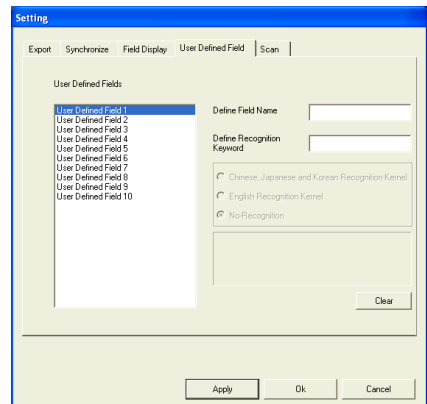 Setting
Export Synchronize Field Display User Defined Field Scan
User Defined Fields
User Defined Field 1
User Defined Field 2
User Defined Field 3
User Defined Field 4
User Defined Field 5
User Defined Field 6
User Defined Field 7
User Defined Field 8
User Defined Field 9
User Defined Field 10
Define Field Name
Define Recognition
Keyword
Chinese, Japanese and Korean Recognition Kernel
English Recognition Kernel
No-Recognition
Clear
Apply Ok Cancel